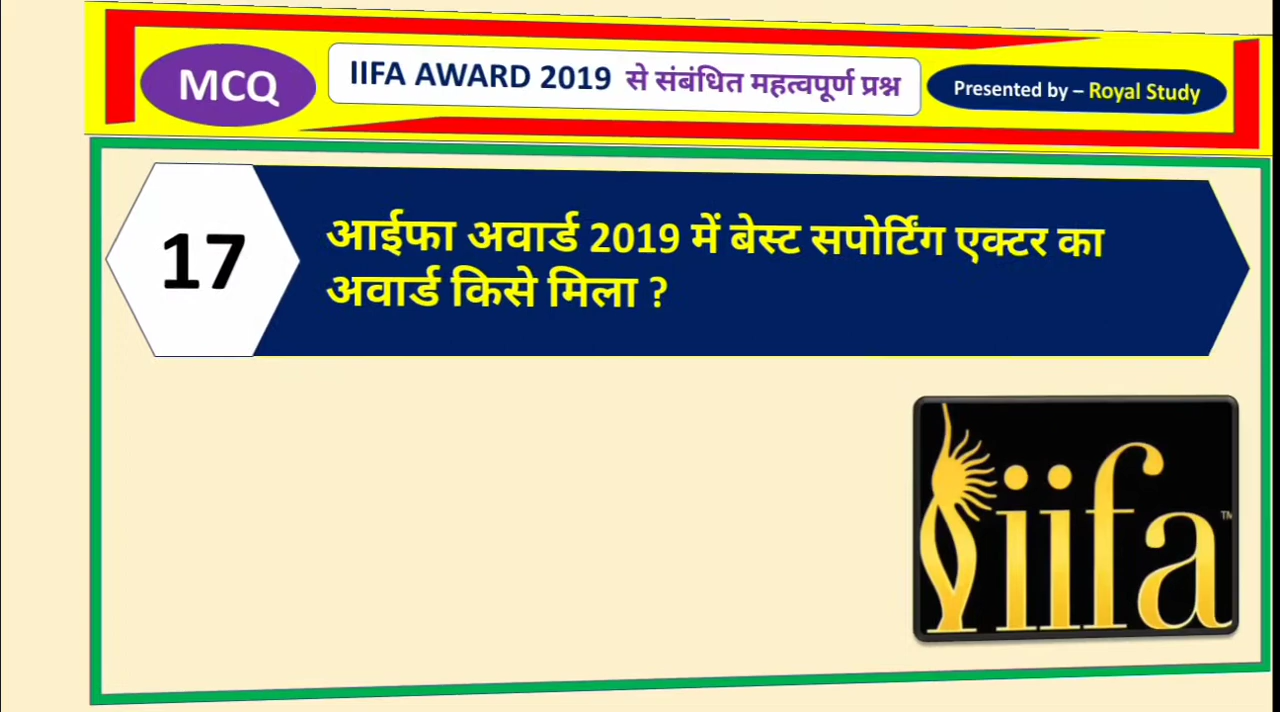 MCQ
IIFA AWARD 2019 से संबंधित महत्वपूर्ण प्रश्न
Presented by – Royal Study
17
आईफा अवार्ड 2019 में बेस्ट सपोर्टिंग एक्टर का
अवार्ड किसे मिला ?
iifa
TM